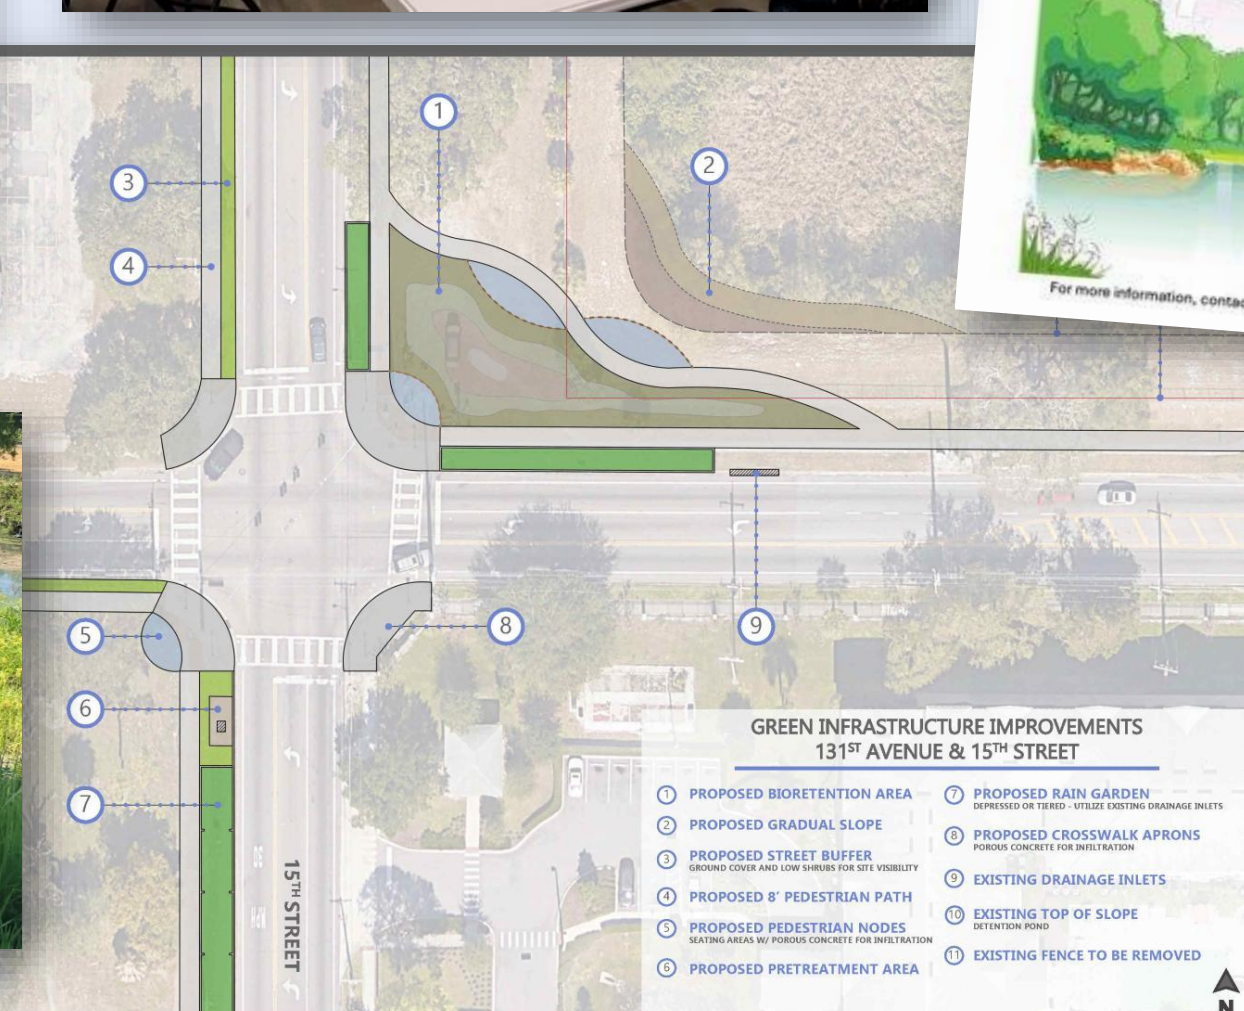 For more information, contac
1
2
3
4
5
6
7
8
9
15TH STREET
GREEN INFRASTRUCTURE IMPROVEMENTS
131ST AVENUE & 15TH STREET
1 PROPOSED BIORETENTION AREA
2 PROPOSED GRADUAL SLOPE
3 PROPOSED STREET BUFFER
GROUND COVER AND LOW SHRUBS FOR SITE VISIBILITY
4 PROPOSED 8' PEDESTRIAN PATH
5 PROPOSED PEDESTRIAN NODES
SEATING AREAS W/ POROUS CONCRETE FOR INFILTRATION
6 PROPOSED PRETREATMENT AREA
7 PROPOSED RAIN GARDEN
DEPRESSED OR TIERED - UTILIZE EXISTING DRAINAGE INLETS
8 PROPOSED CROSSWALK APRONS
POROUS CONCRETE FOR INFILTRATION
9 EXISTING DRAINAGE INLETS
10 EXISTING TOP OF SLOPE
DETENTION POND
11 EXISTING FENCE TO BE REMOVED
N